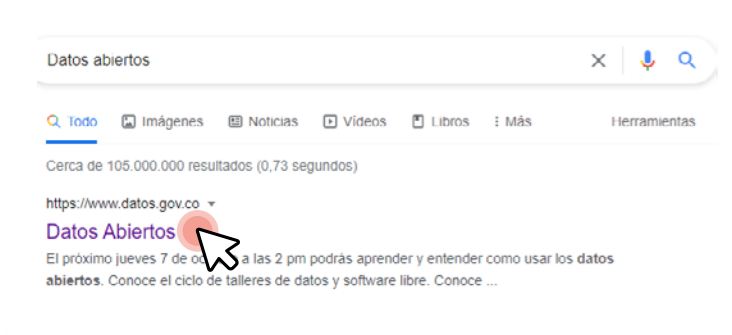 Datos abiertos
Todo Imágenes Noticias Vídeos Libros Más Herramientas
Cerca de 105.000.000 resultados (0,73 segundos)
https://www.datos.gov.co
Datos Abiertos
El próximo jueves 7 de a las 2 pm podrás aprender y entender como usar los datos
abiertos. Conoce el ciclo de talleres de datos y software libre. Conoce ...